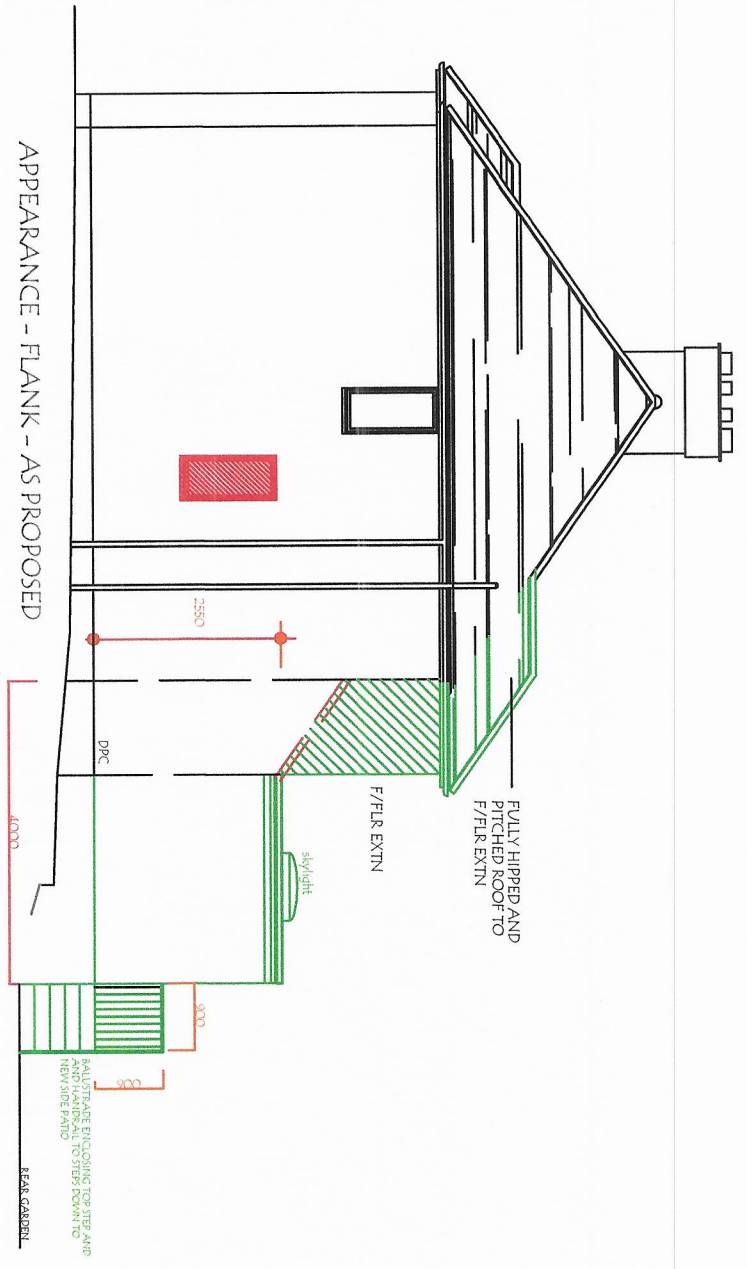 FULLY HIPPED AND
PITCHED ROOF TO
F/FLR EXTN
F/FLR EXTN
skylight
2550
DPC
900
900
4000
BALUSTRADE ENCLOSING TOP STEP AND
AND HANDRAIL TO STEPS DOWN TO
NEW SIDE PATIO
REAR GARDEN
APPEARANCE - FLANK - AS PROPOSED